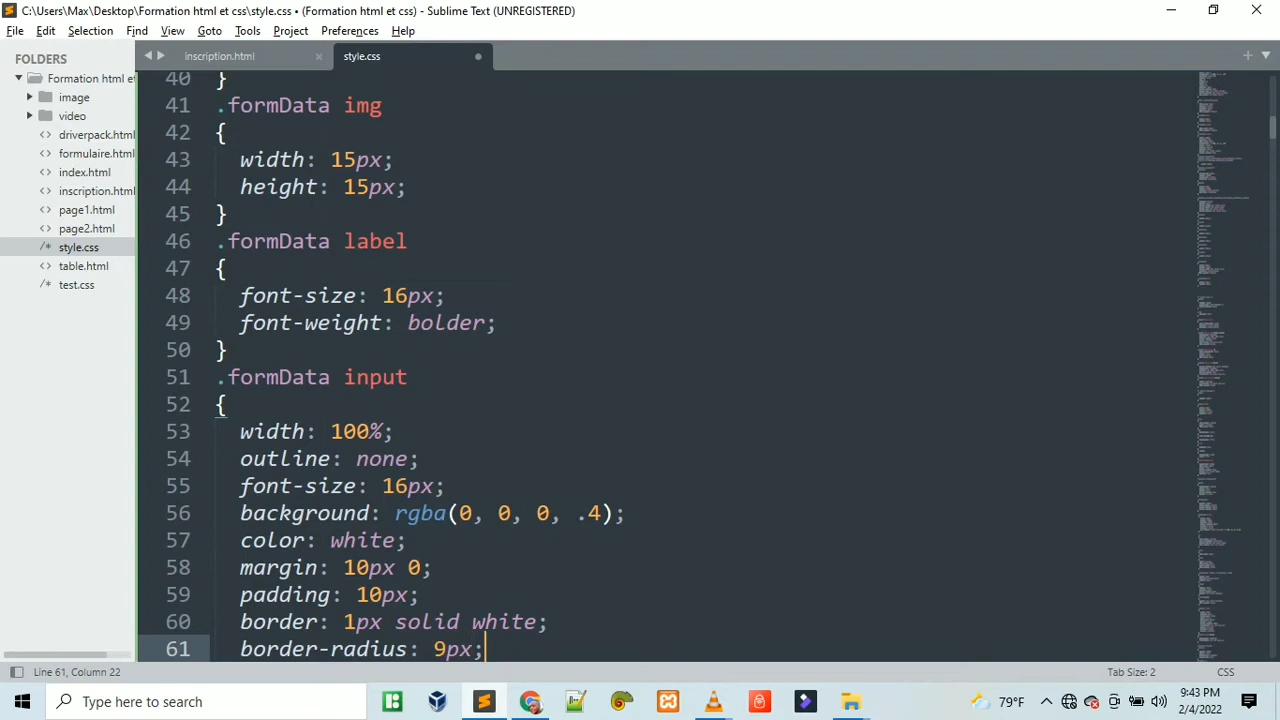 C:\Users\Max\Desktop\Formation html et css\style.css • (Formation html et css) - Sublime Text (UNREGISTERED)
File Edit Selection Find View Goto Tools Project Preferences Help
FOLDERS
Formation html et
image
video
driverpack.html
formulaire.html
index.html
inscription.html
page1.html
page2.html
style.css
table.html
test.css
inscription.html × style.css
40 }
41 .formData img
42 {
43 width: 15px;
44 height: 15px;
45 }
46 .formData label
47 {
48 font-size: 16px;
49 font-weight: bolder;
50 }
51 .formData input
52 {
53 width: 100%;
54 outline: none;
55 font-size: 16px;
56 background: rgba(0, 0, 0, .4);
57 color: white;
58 margin: 10px 0;
59 padding: 10px;
60 border: 1px solid white;
61 border-radius: 9px;
Line 61, Column 22 Tab Size: 2 CSS
Type here to search 79°F 5:43 PM
2/4/2022